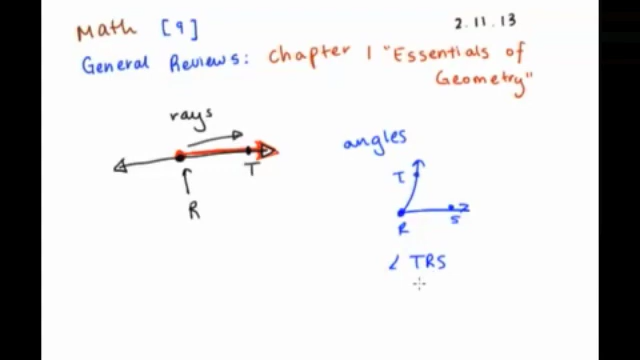 Math [9]
2.11.13
General Reviews: Chapter 1 "Essentials of
Geometry"
rays
T
R
angles
T
R
S
∠ TRS